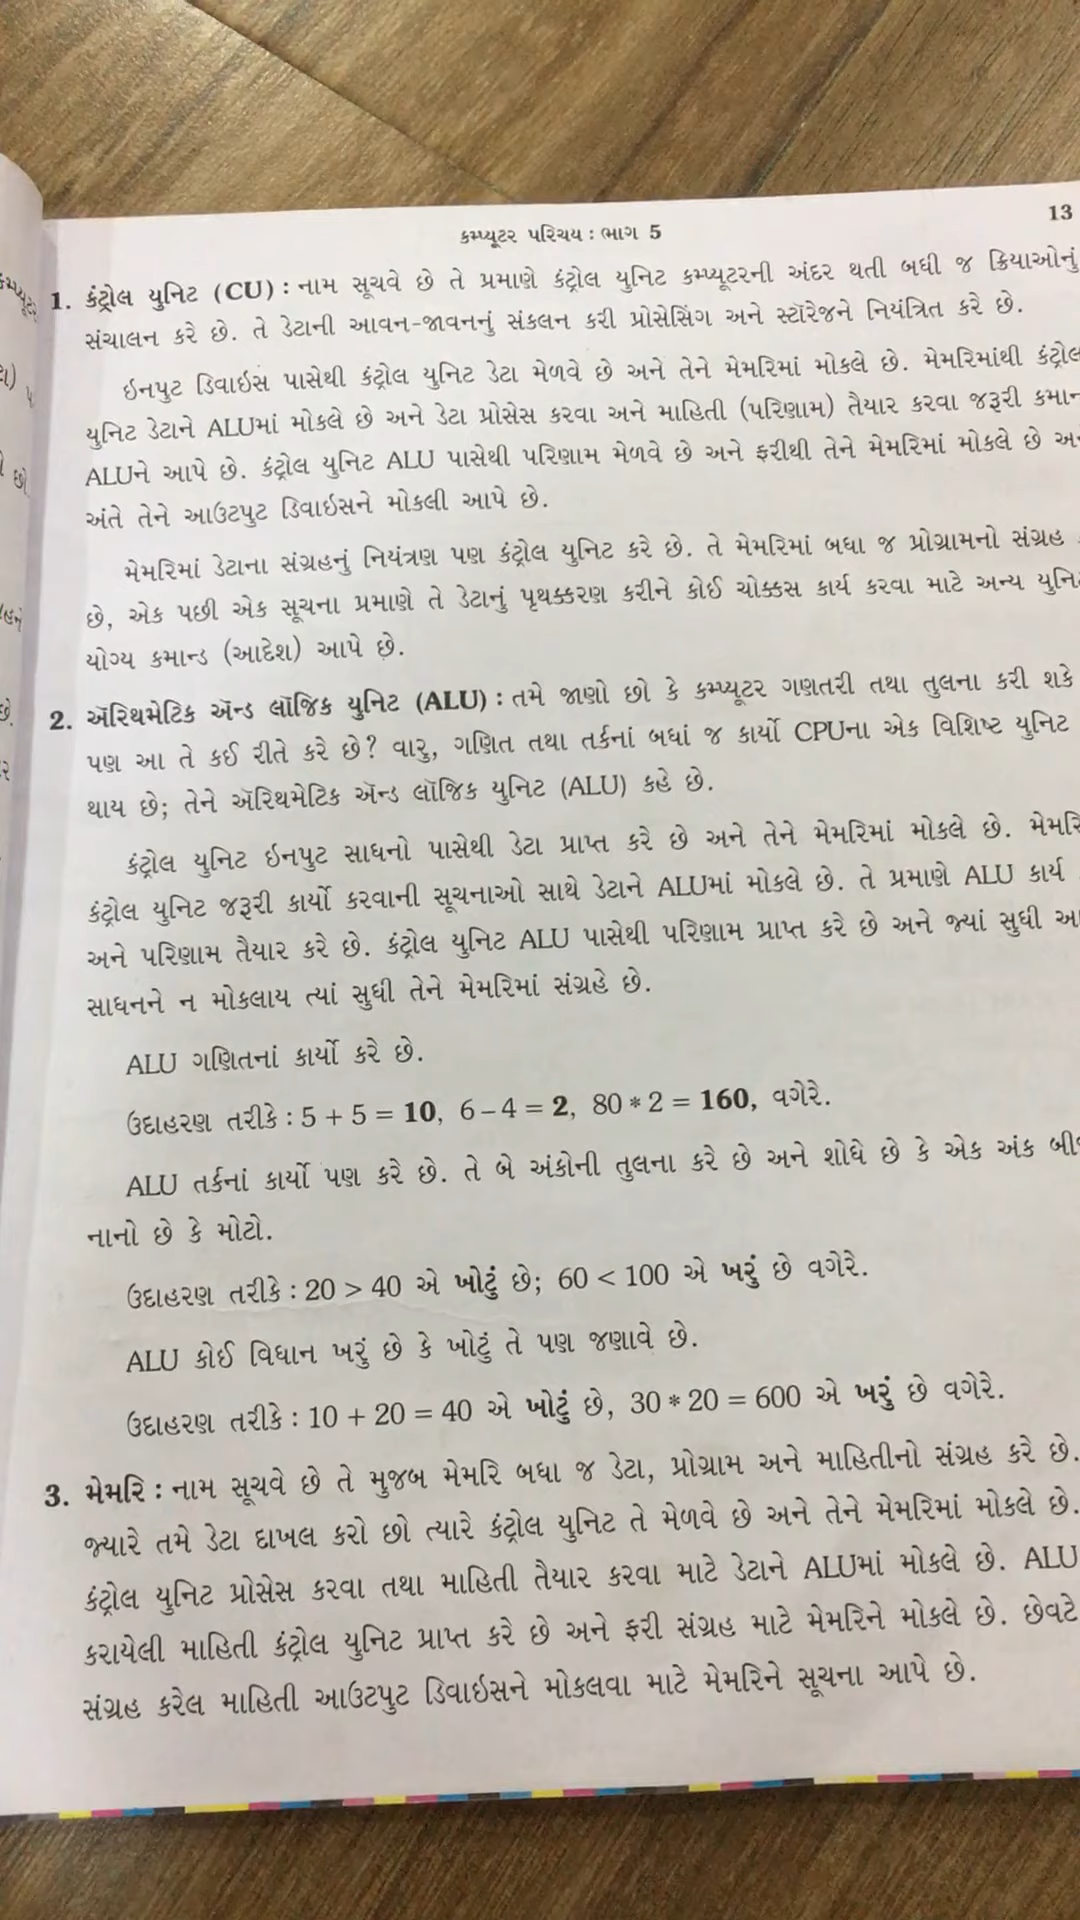 કમ્પ્યૂટર પરિચય : ભાગ 5
13
1. કંટ્રોલ યુનિટ (CU) : નામ સૂચવે છે તે પ્રમાણે કંટ્રોલ યુનિટ કમ્પ્યૂટરની અંદર થતી બધી જ ક્રિયાઓનું
સંચાલન કરે છે. તે ડેટાની આવન-જાવનનું સંકલન કરી પ્રોસેસિંગ અને સ્ટૉરેજને નિયંત્રિત કરે છે.
ઇનપુટ ડિવાઇસ પાસેથી કંટ્રોલ યુનિટ ડેટા મેળવે છે અને તેને મેમરિમાં મોકલે છે. મેમરિમાંથી કંટ્રોલ
યુનિટ ડેટાને ALUમાં મોકલે છે અને ડેટા પ્રોસેસ કરવા અને માહિતી (પરિણામ) તૈયાર કરવા જરૂરી
ALUને આપે છે. કંટ્રોલ યુનિટ ALU પાસેથી પરિણામ મેળવે છે અને ફરીથી તેને મેમરિમાં મોકલે છે
અંતે તેને આઉટપુટ ડિવાઇસને મોકલી આપે છે.
મેમરિમાં ડેટાના સંગ્રહનું નિયંત્રણ પણ કંટ્રોલ યુનિટ કરે છે. તે મેમરિમાં બધા જ પ્રોગ્રામનો સંગ્રહ
છે, એક પછી એક સૂચના પ્રમાણે તે ડેટાનું પૃથક્કરણ કરીને કોઈ ચોક્કસ કાર્ય કરવા માટે અન્ય
યોગ્ય કમાન્ડ (આદેશ) આપે છે.
2. ઍરિથમેટિક ઍન્ડ લૉજિક યુનિટ (ALU) : તમે જાણો છો કે કમ્પ્યૂટર ગણતરી તથા તુલના કરી શકે
પણ આ તે કઈ રીતે કરે છે? વારુ, ગણિત તથા તર્કનાં બધાં જ કાર્યો CPUના એક વિશિષ્ટ યુનિટ
થાય છે; તેને ઍરિથમેટિક ઍન્ડ લૉજિક યુનિટ (ALU) કહે છે.
કંટ્રોલ યુનિટ ઇનપુટ સાધનો પાસેથી ડેટા પ્રાપ્ત કરે છે અને તેને મેમરિમાં મોકલે છે.
કંટ્રોલ યુનિટ જરૂરી કાર્યો કરવાની સૂચનાઓ સાથે ડેટાને ALUમાં મોકલે છે. તે પ્રમાણે ALU કાર્ય
અને પરિણામ તૈયાર કરે છે. કંટ્રોલ યુનિટ ALU પાસેથી પરિણામ પ્રાપ્ત કરે છે અને જ્યાં સુધી
સાધનને ન મોકલાય ત્યાં સુધી તેને મેમરિમાં સંગ્રહે છે.
ALU ગણિતનાં કાર્યો કરે છે.
ઉદાહરણ તરીકે : 5 + 5 = 10, 6 – 4 = 2, 80 * 2 = 160, વગેરે.
ALU તર્કનાં કાર્યો પણ કરે છે. તે બે અંકોની તુલના કરે છે અને શોધે છે કે એક અંક
નાનો છે કે મોટો.
ઉદાહરણ તરીકે : 20 > 40 એ ખોટું છે; 60 < 100 એ ખરું છે વગેરે.
ALU કોઈ વિધાન ખરું છે કે ખોટું તે પણ જણાવે છે.
ઉદાહરણ તરીકે : 10 + 20 = 40 એ ખોટું છે, 30 * 20 = 600 એ ખરું છે વગેરે.
3. મેમરિ : નામ સૂચવે છે તે મુજબ મેમરિ બધા જ ડેટા, પ્રોગ્રામ અને માહિતીનો સંગ્રહ કરે છે.
જ્યારે તમે ડેટા દાખલ કરો છો ત્યારે કંટ્રોલ યુનિટ તે મેળવે છે અને તેને મેમરિમાં મોકલે છે.
કંટ્રોલ યુનિટ પ્રોસેસ કરવા તથા માહિતી તૈયાર કરવા માટે ડેટાને ALUમાં મોકલે છે. ALU
કરાયેલી માહિતી કંટ્રોલ યુનિટ પ્રાપ્ત કરે છે અને ફરી સંગ્રહ માટે મેમરિને મોકલે છે. છેવટે
સંગ્રહ કરેલ માહિતી આઉટપુટ ડિવાઇસને મોકલવા માટે મેમરિને સૂચના આપે છે.